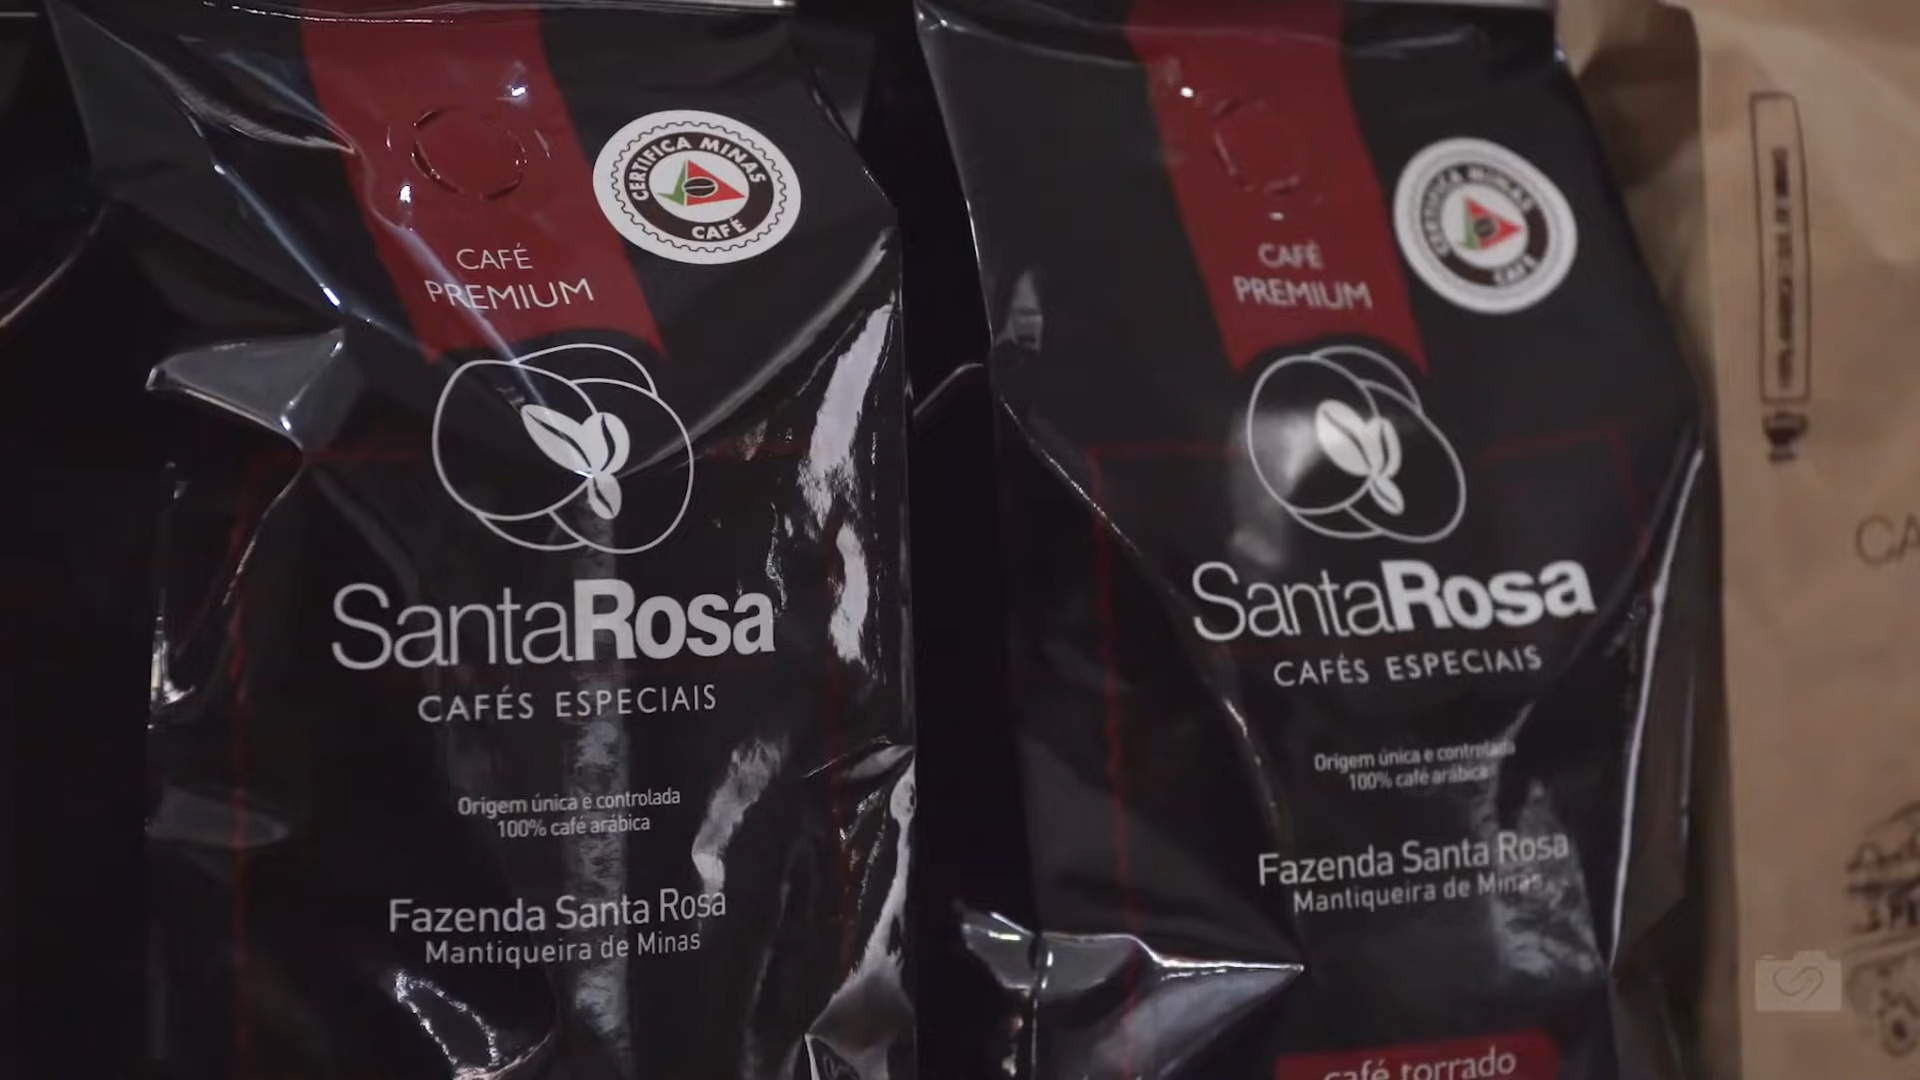 CERTIFICA MINAS
CAFÉ
CAFÉ
PREMIUM
SantaRosa
CAFÉS ESPECIAIS
Origem única e controlada
100% café arábica
Fazenda Santa Rosa
Mantiqueira de Minas
CERTIFICA MINAS
CAFÉ
CAFÉ
PREMIUM
SantaRosa
CAFÉS ESPECIAIS
Origem única e controlada
100% café arábica
Fazenda Santa Rosa
Mantiqueira de Minas
café torrado
CA